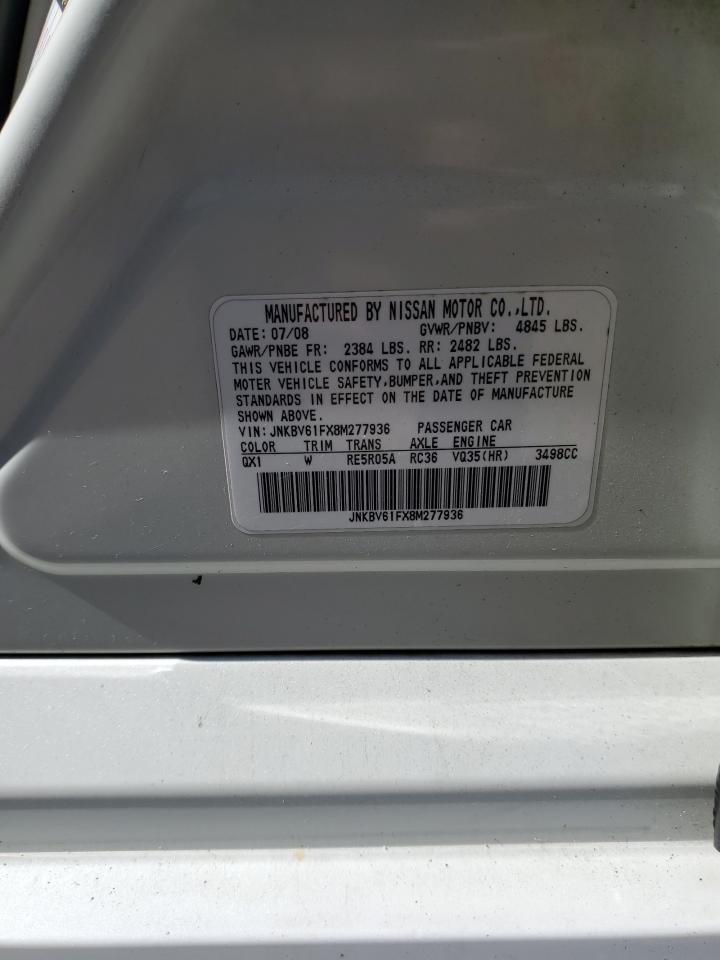 MANUFACTURED BY NISSAN MOTOR CO.,LTD.
DATE: 07/08 GVWR/PNBV: 4845 LBS.
GAWR/PNBE FR: 2384 LBS. RR: 2482 LBS.
THIS VEHICLE CONFORMS TO ALL APPLICABLE FEDERAL
MOTER VEHICLE SAFETY,BUMPER,AND THEFT PREVENTION
STANDARDS IN EFFECT ON THE DATE OF MANUFACTURE
SHOWN ABOVE.
VIN: JNKBV61FX8M277936 PASSENGER CAR
COLOR TRIM TRANS AXLE ENGINE
QX1 W RE5R05A RC36 VQ35(HR) 3498CC
JNKBV61FX8M277936